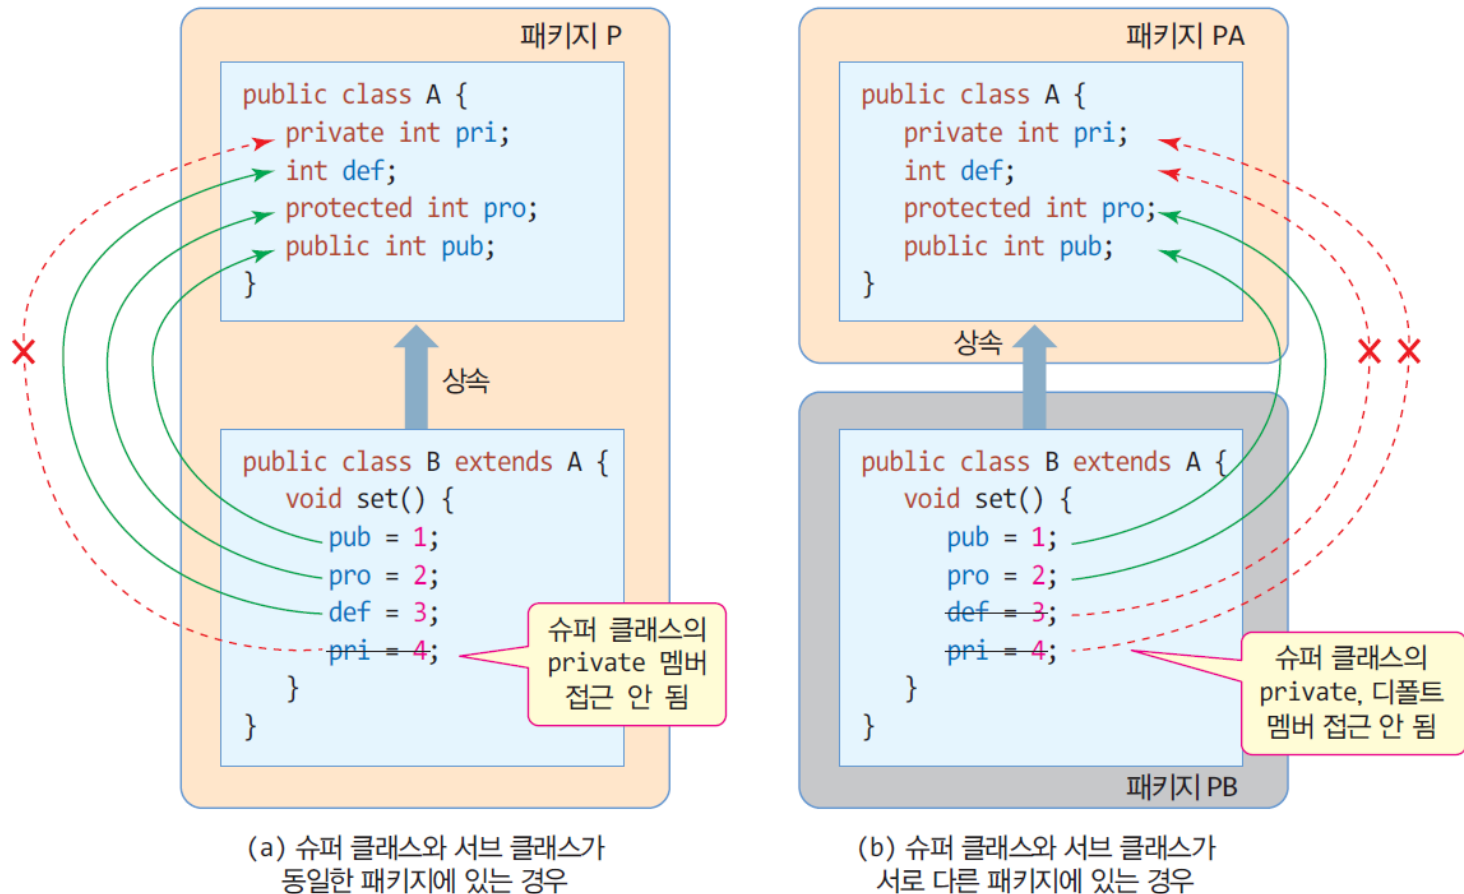 패키지 P
public class A {
private int pri;
int def;
protected int pro;
public int pub;
}
상속
public class B extends A {
void set() {
pub = 1;
pro = 2;
def = 3;
pri = 4;
}
}
슈퍼 클래스의
private 멤버
접근 안 됨
(a) 슈퍼 클래스와 서브 클래스가
동일한 패키지에 있는 경우
패키지 PA
public class A {
private int pri;
int def;
protected int pro;
public int pub;
}
상속
public class B extends A {
void set() {
pub = 1;
pro = 2;
def = 3;
pri = 4;
}
}
슈퍼 클래스의
private, 디폴트
멤버 접근 안 됨
패키지 PB
(b) 슈퍼 클래스와 서브 클래스가
서로 다른 패키지에 있는 경우